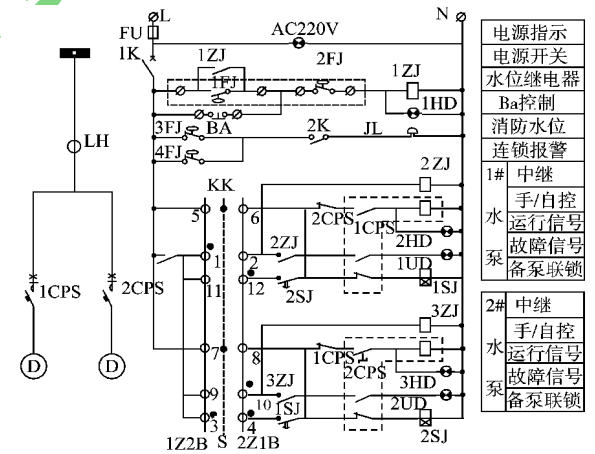 L
N
FU
AC220V
1K
1ZJ
2FJ
1FJ
1ZJ
1HD
3FJ
BA
2K
JL
4FJ
LH
2ZJ
KK
5
6
2CPS
1CPS
2HD
1
2ZJ
2
1UD
11
12
2SJ
1SJ
1CPS
2CPS
3ZJ
7
8
1CPS
2CPS
3HD
9
3ZJ
10
1SJ
2UD
3
4
2SJ
D
D
1Z2B
S
2Z1B
电源指示
电源开关
水位继电器
Ba控制
消防水位
连锁报警
1#
中继
手/自控
水
运行信号
故障信号
泵
备泵联锁
2#
中继
手/自控
水
运行信号
故障信号
泵
备泵联锁